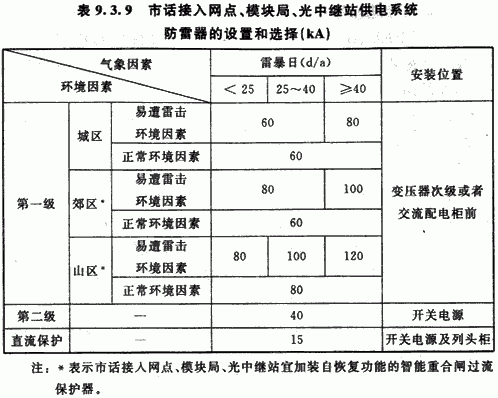 表 9.3.9 市话接入网点、模块局、光中继站供电系统
防雷器的设置和选择(kA)
气象因素
环境因素
雷暴日(d/a)
安装位置
＜25 25～40 ≥40
第一级
城区
易遭雷击
环境因素
60 80
正常环境因素
60
郊区*
易遭雷击
环境因素
80 100
正常环境因素
60
山区*
易遭雷击
环境因素
80 100 120
正常环境因素
80
变压器次级或者
交流配电柜前
第二级 — 40 开关电源
直流保护 — 15 开关电源及列头柜
注：*表示市话接入网点、模块局、光中继站宜加装自恢复功能的智能重合闸过流
保护器。